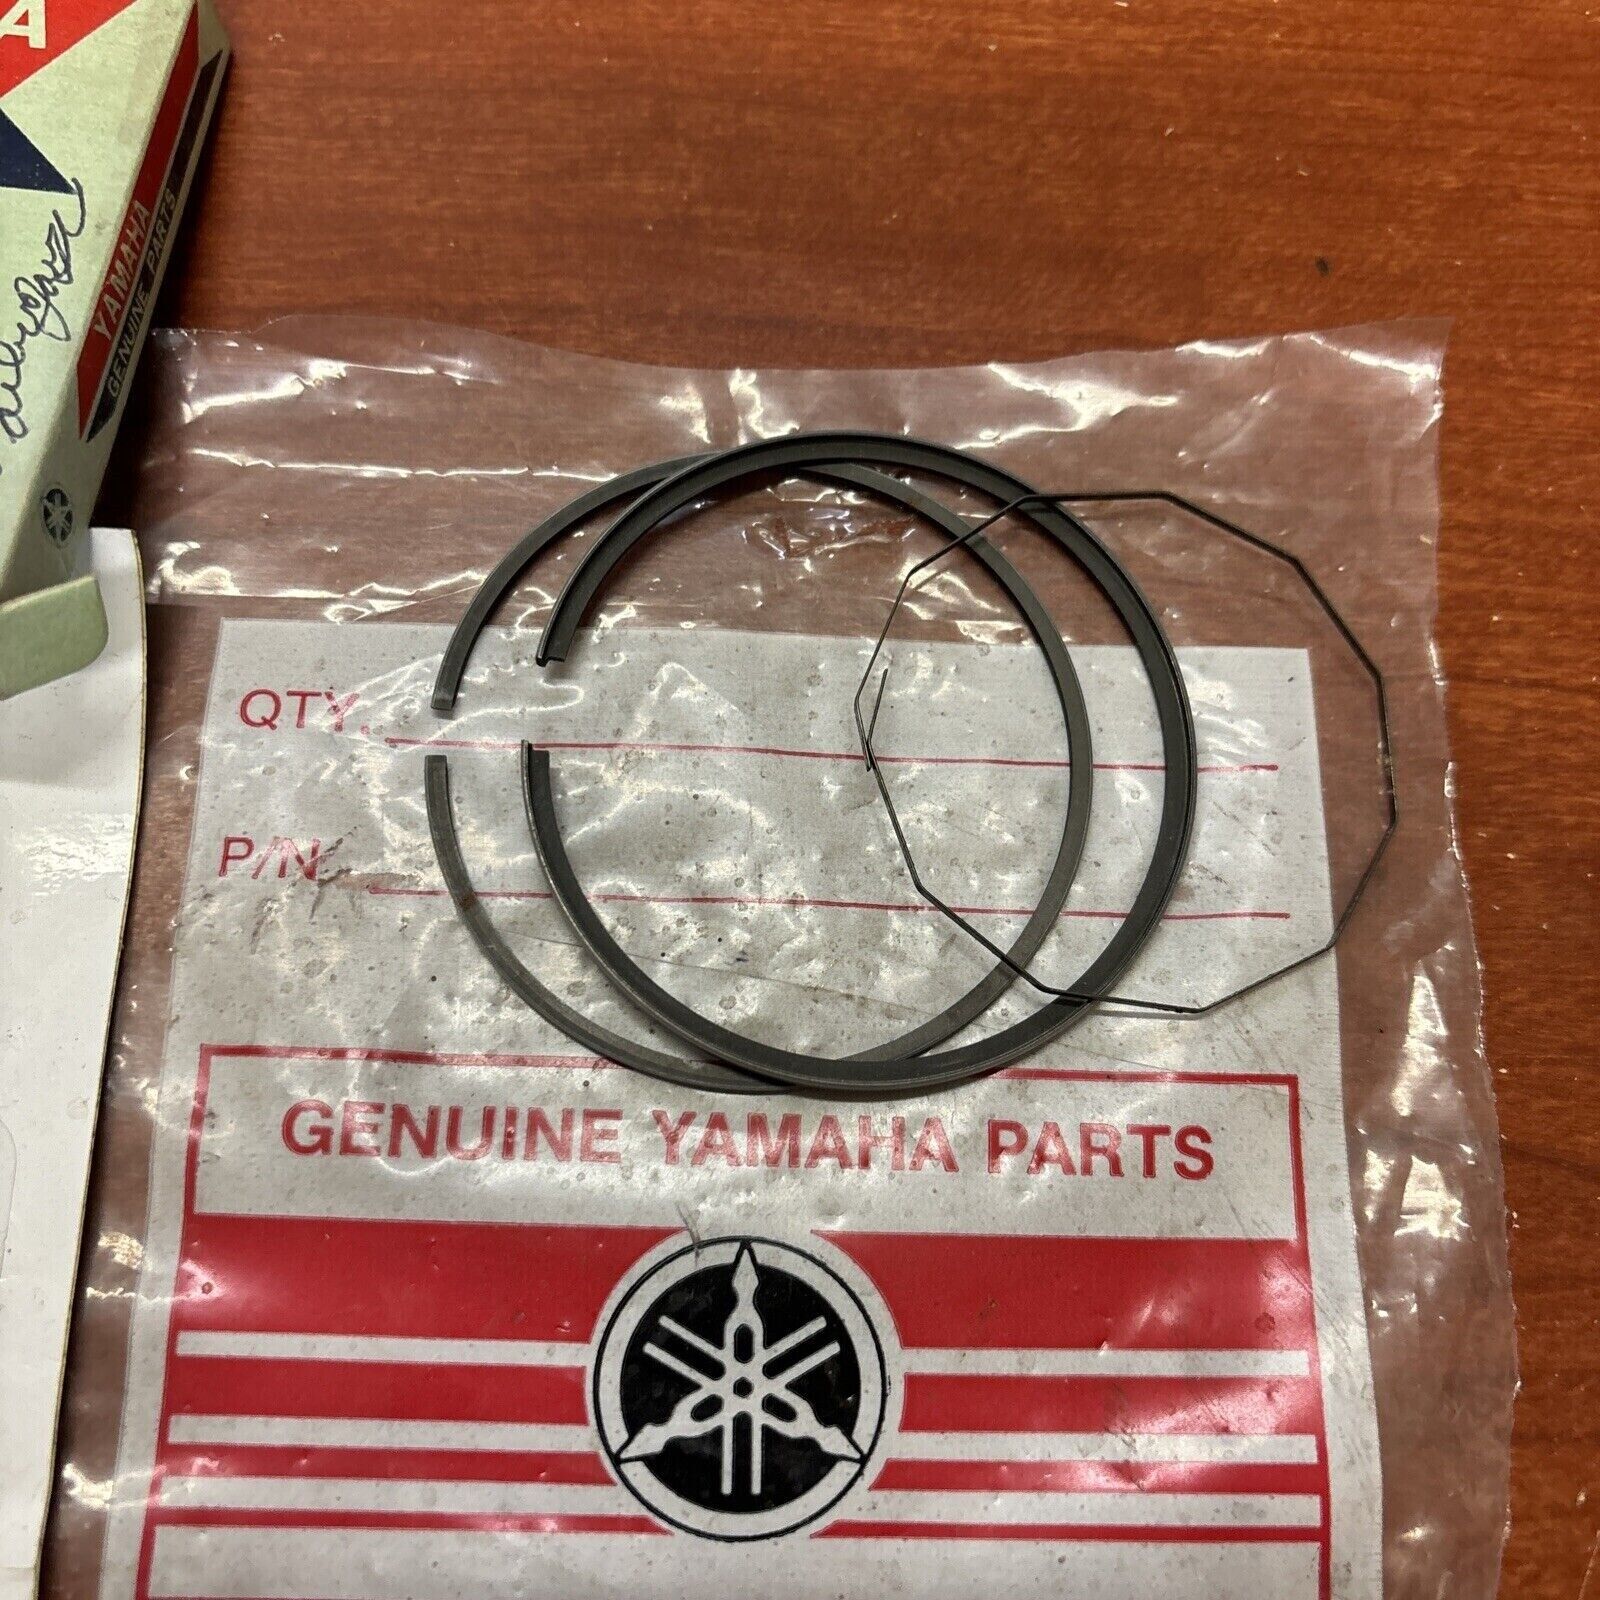 A
YAMAHA
GENUINE PARTS
QTY.
P/N
GENUINE YAMAHA PARTS